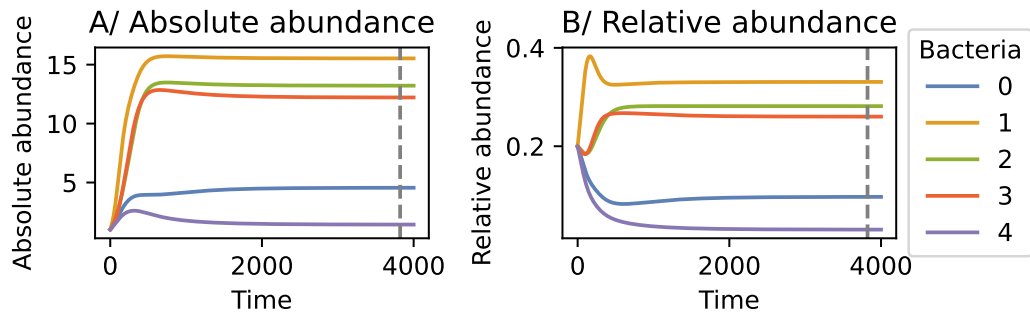 A/ Absolute abundance
Absolute abundance
15
10
5
0
2000
4000
Time
B/ Relative abundance
Relative abundance
0.4
0.2
0
2000
4000
Time
Bacteria
0
1
2
3
4